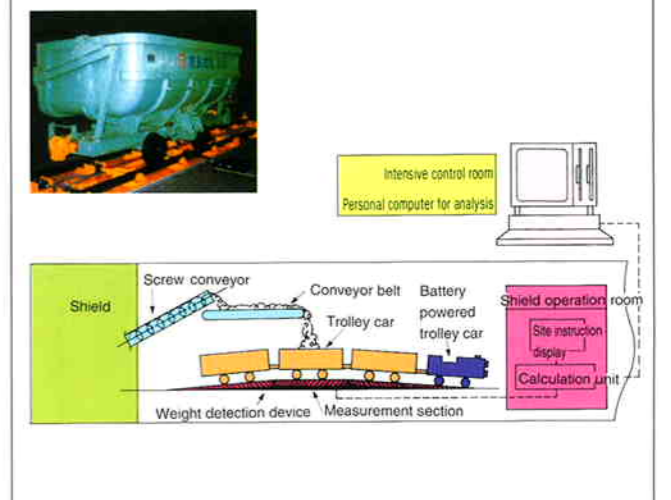 Intensive control room
Personal computer for analysis
Shield
Screw conveyor
Conveyor belt
Trolley car
Battery
powered
trolley car
Shield operation room
Site instruction
display
Calculation unit
Weight detection device
Measurement section